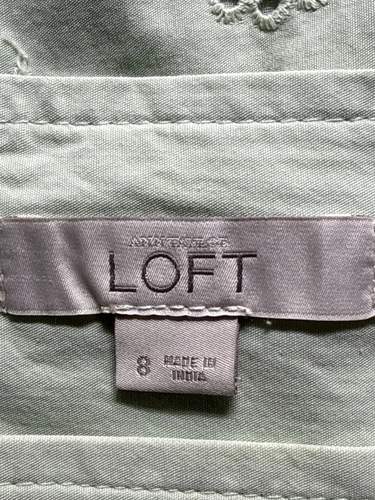 ANN TAYLOR
LOFT
8
MADE IN
INDIA